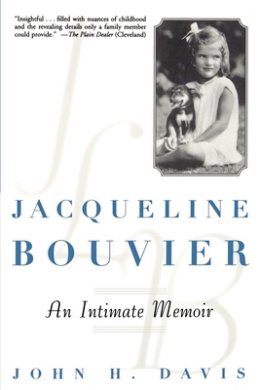 "Insightful . . . filled with nuances of childhood
and the revealing details only a family member
could provide." —The Plain Dealer (Cleveland)
JACQUELINE
BOUVIER
An Intimate Memoir
JOHN H. DAVIS